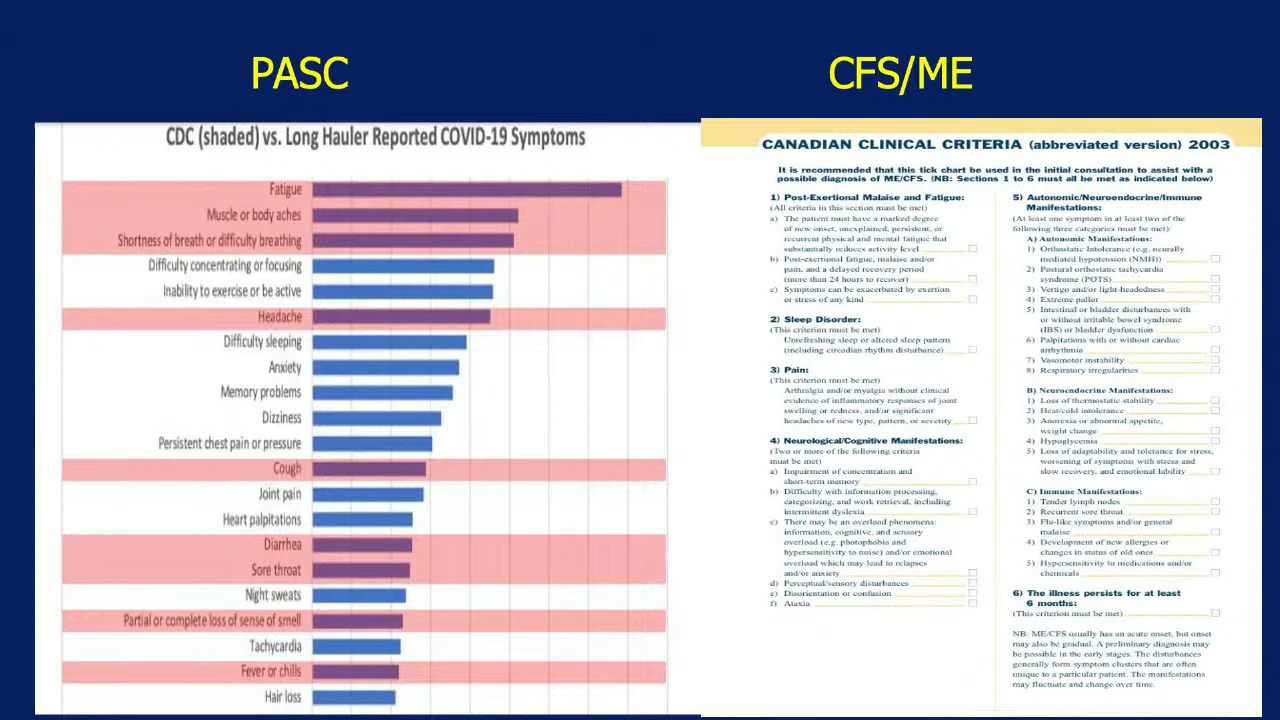 PASC
CFS/ME
CDC (shaded) vs. Long Hauler Reported COVID-19 Symptoms
Fatigue
Muscle or body aches
Shortness of breath or difficulty breathing
Difficulty concentrating or focusing
Inability to exercise or be active
Headache
Difficulty sleeping
Anxiety
Memory problems
Dizziness
Persistent chest pain or pressure
Cough
Joint pain
Heart palpitations
Diarrhea
Sore throat
Night sweats
Partial or complete loss of sense of smell
Tachycardia
Fever or chills
Hair loss
CANADIAN CLINICAL CRITERIA (abbreviated version) 2003
It is recommended that this tick chart be used in the initial consultation to assist with a
possible diagnosis of ME/CFS. (NB: Sections 1 to 6 must all be met as indicated below)
1) Post-Exertional Malaise and Fatigue:
(All criteria in this section must be met)
a) The patient must have a marked degree
of new onset, unexplained, persistent, or
recurrent physical and mental fatigue that
substantially reduces activity level
b) Post-exertional fatigue, malaise and/or
pain, and a delayed recovery period
(more than 24 hours to recover)
c) Symptoms can be exacerbated by exertion
or stress of any kind
2) Sleep Disorder:
(This criterion must be met)
Unrefreshing sleep or altered sleep pattern
(including circadian rhythm disturbance)
3) Pain:
(This criterion must be met)
Arthralgia and/or myalgia without clinical
evidence of inflammatory responses of joint
swelling or redness, and/or significant
headaches of new type, pattern, or severity
4) Neurological/Cognitive Manifestations:
(Two or more of the following criteria
must be met)
a) Impairment of concentration and
short-term memory
b) Difficulty with information processing,
categorizing, and work retrieval, including
intermittent dyslexia
c) There may be an overload phenomena:
information, cognitive, and sensory
overload (e.g. photophobia and
hypersensitivity to noise) and/or emotional
overload which may lead to relapses
and/or anxiety
d) Perceptual/sensory disturbances
e) Disorientation or confusion
f) Ataxia
5) Autonomic/Neuroendocrine/Immune
Manifestations:
(At least one symptom in at least two of the
following three categories must be met):
A) Autonomic Manifestations:
1) Orthostatic Intolerance (e.g. neurally
mediated hypotension (NMH))
2) Postural orthostatic tachycardia
syndrome (POTS)
3) Vertigo and/or light-headedness
4) Extreme pallor
5) Intestinal or bladder disturbances with
or without irritable bowel syndrome
(IBS) or bladder dysfunction
6) Palpitations with or without cardiac
arrhythmia
7) Vasomotor instability
8) Respiratory irregularities
B) Neuroendocrine Manifestations:
1) Loss of thermostatic stability
2) Heat/cold intolerance
3) Anorexia or abnormal appetite,
weight change
4) Hypoglycemia
5) Loss of adaptability and tolerance for stress,
worsening of symptoms with stress and
slow recovery, and emotional lability
C) Immune Manifestations:
1) Tender lymph nodes
2) Recurrent sore throat
3) Flu-like symptoms and/or general
malaise
4) Development of new allergies or
changes in status of old ones
5) Hypersensitivity to medications and/or
chemicals
6) The illness persists for at least
6 months:
(This criterion must be met)
NB: ME/CFS usually has an acute onset, but onset
may also be gradual. A preliminary diagnosis may
be possible in the early stages. The disturbances
generally form symptom clusters that are often
unique to a particular patient. The manifestations
may fluctuate and change over time.